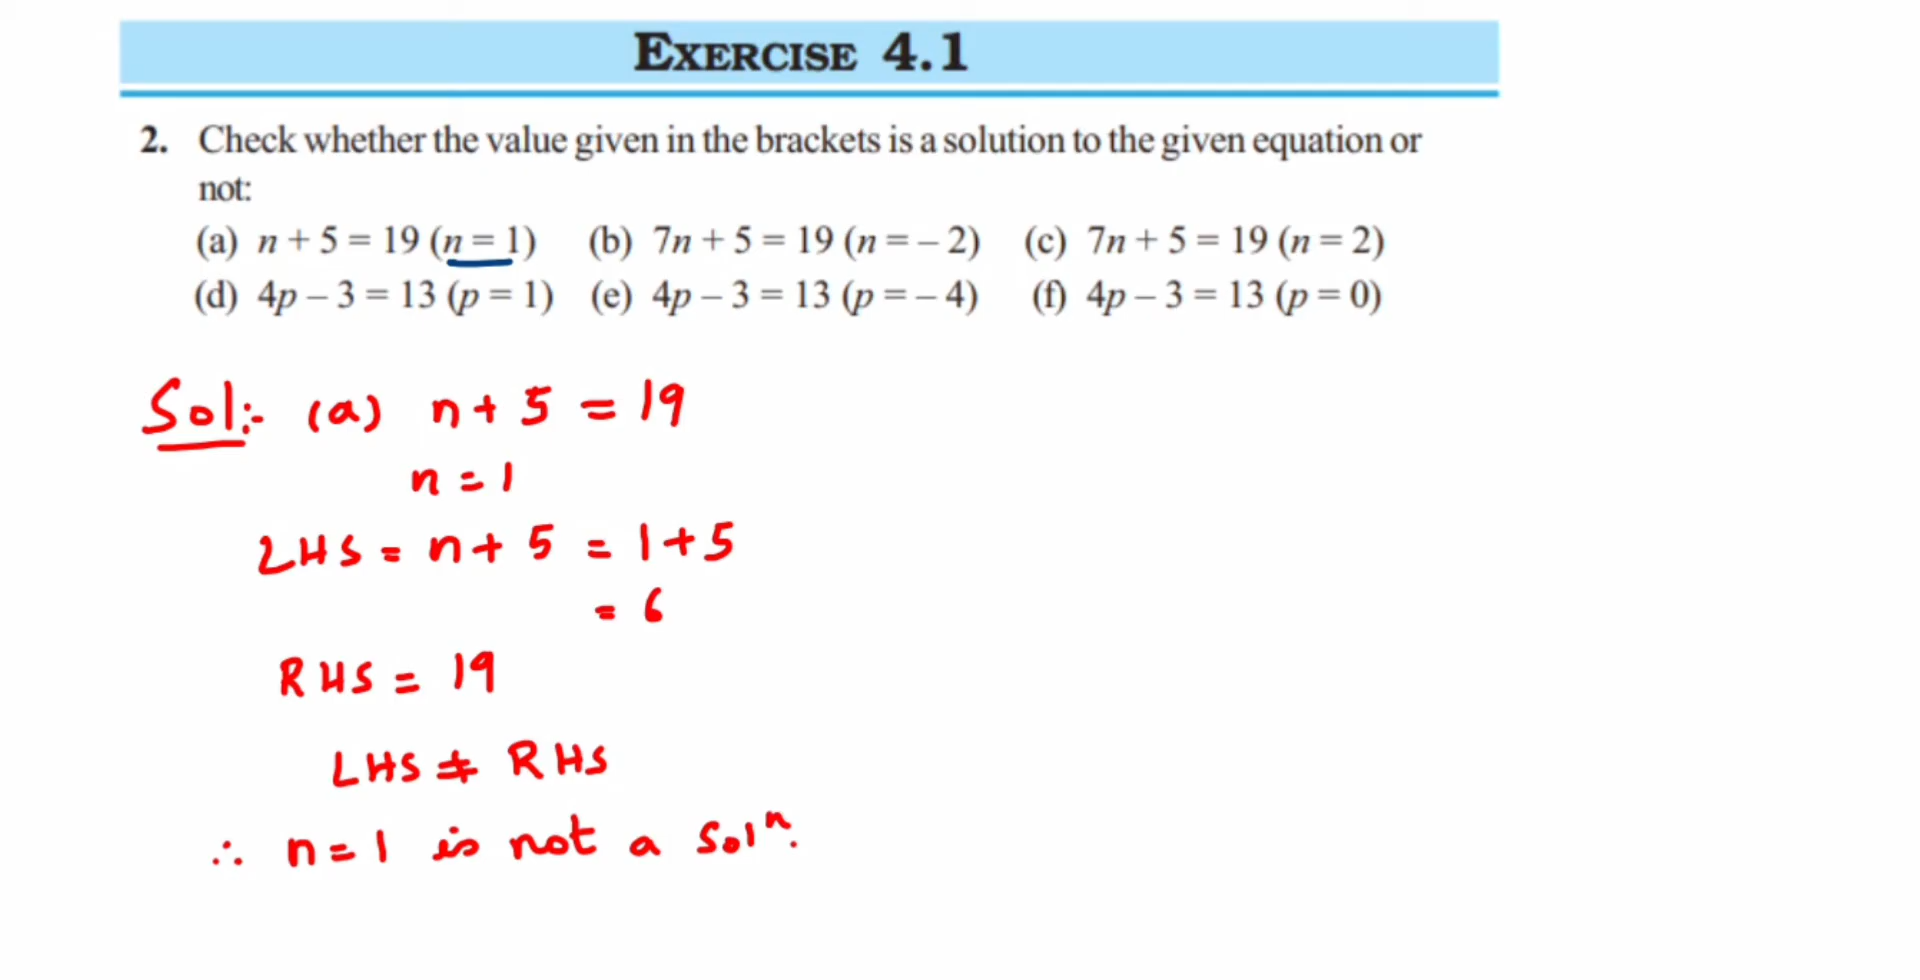 EXERCISE 4.1
2. Check whether the value given in the brackets is a solution to the given equation or
not:
(a) n + 5 = 19 (n = 1) (b) 7n + 5 = 19 (n = – 2) (c) 7n + 5 = 19 (n = 2)
(d) 4p – 3 = 13 (p = 1) (e) 4p – 3 = 13 (p = – 4) (f) 4p – 3 = 13 (p = 0)
Sol:- (a) n + 5 = 19
n = 1
LHS = n + 5 = 1 + 5
= 6
RHS = 19
LHS ≠ RHS
∴ n = 1 is not a solⁿ.